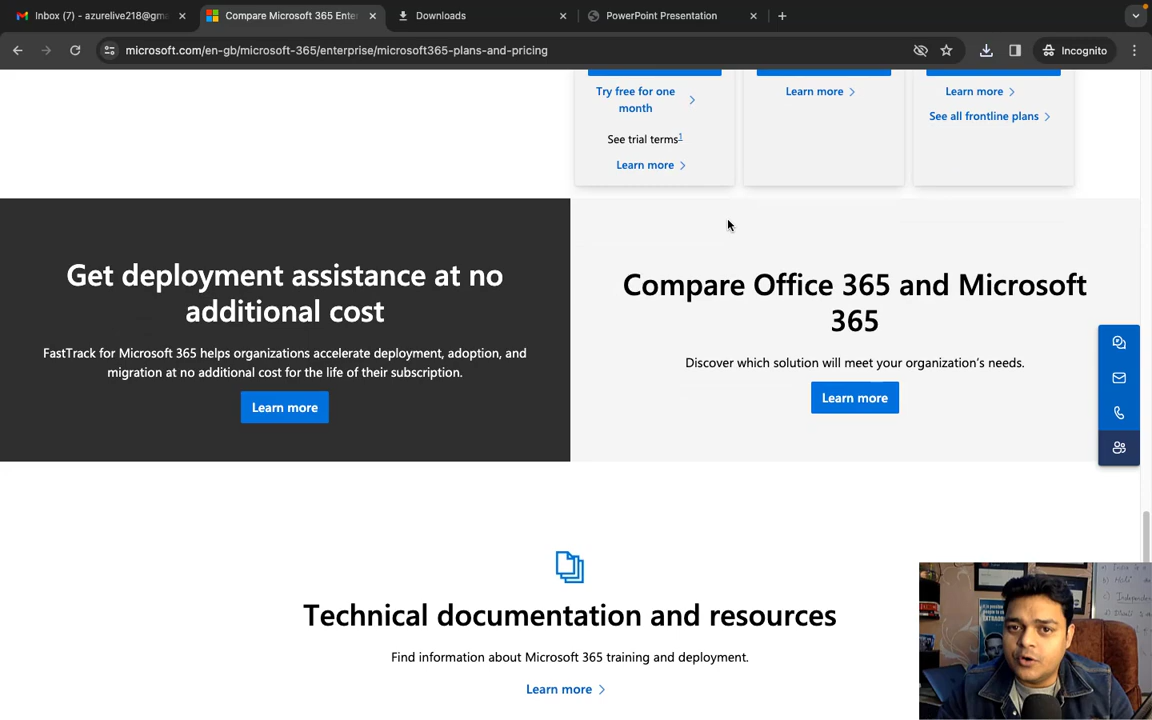 Inbox (7) - azurelive218@gma
Compare Microsoft 365 Enter
Downloads
PowerPoint Presentation
microsoft.com/en-gb/microsoft-365/enterprise/microsoft365-plans-and-pricing
Incognito
Try free for one
month
See trial terms1
Learn more
Learn more
Learn more
See all frontline plans
Get deployment assistance at no
additional cost
FastTrack for Microsoft 365 helps organizations accelerate deployment, adoption, and
migration at no additional cost for the life of their subscription.
Learn more
Compare Office 365 and Microsoft
365
Discover which solution will meet your organization's needs.
Learn more
Technical documentation and resources
Find information about Microsoft 365 training and deployment.
Learn more